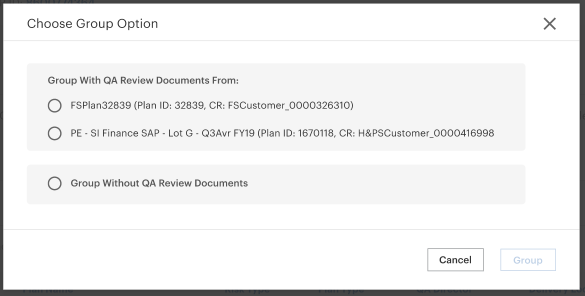 Choose Group Option
Group With QA Review Documents From:
FSPlan32839 (Plan ID: 32839, CR: FSCustomer_0000326310)
PE - SI Finance SAP - Lot G - Q3Avr FY19 (Plan ID: 1670118, CR: H&PSCustomer_0000416998
Group Without QA Review Documents
Cancel
Group